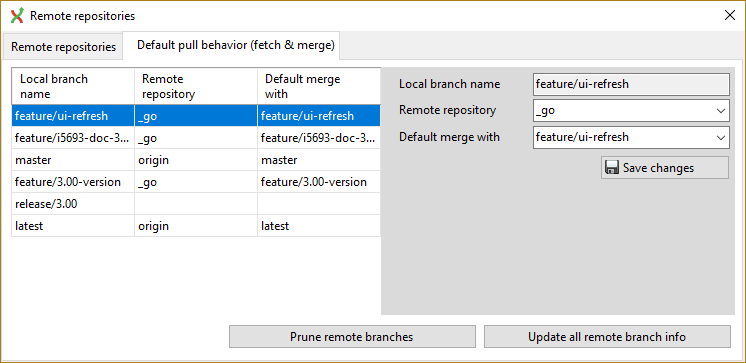 Remote repositories
Remote repositories
Default pull behavior (fetch & merge)
Local branch name
Remote repository
Default merge with
feature/ui-refresh _go feature/ui-refresh
feature/i5693-doc-3... _go feature/i5693-doc-3...
master origin master
feature/3.00-version _go feature/3.00-version
release/3.00
latest origin latest
Local branch name feature/ui-refresh
Remote repository _go
Default merge with feature/ui-refresh
Save changes
Prune remote branches
Update all remote branch info